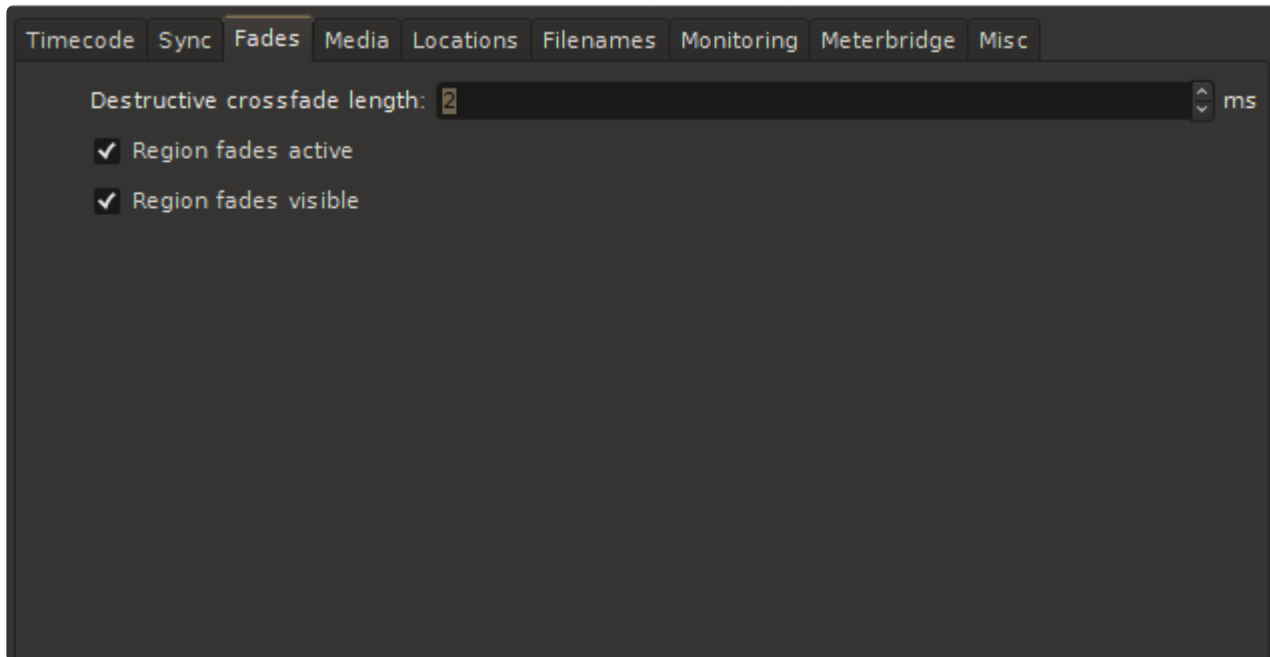 Timecode Sync Fades Media Locations Filenames Monitoring Meterbridge Misc
Destructive crossfade length: 2 ms
Region fades active
Region fades visible